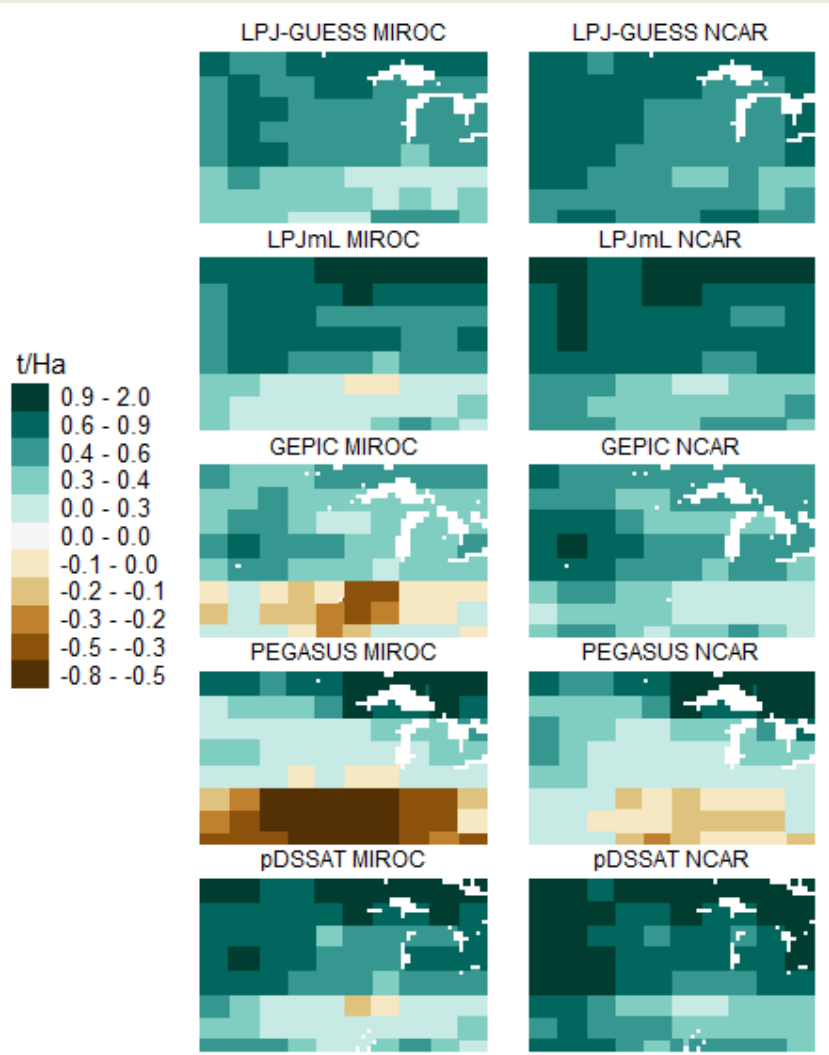 LPJ-GUESS MIROC LPJ-GUESS NCAR
LPJmL MIROC LPJmL NCAR
t/Ha
0.9 - 2.0
0.6 - 0.9
0.4 - 0.6
0.3 - 0.4
0.0 - 0.3
0.0 - 0.0
-0.1 - 0.0
-0.2 - -0.1
-0.3 - -0.2
-0.5 - -0.3
-0.8 - -0.5
GEPIC MIROC GEPIC NCAR
PEGASUS MIROC PEGASUS NCAR
pDSSAT MIROC pDSSAT NCAR